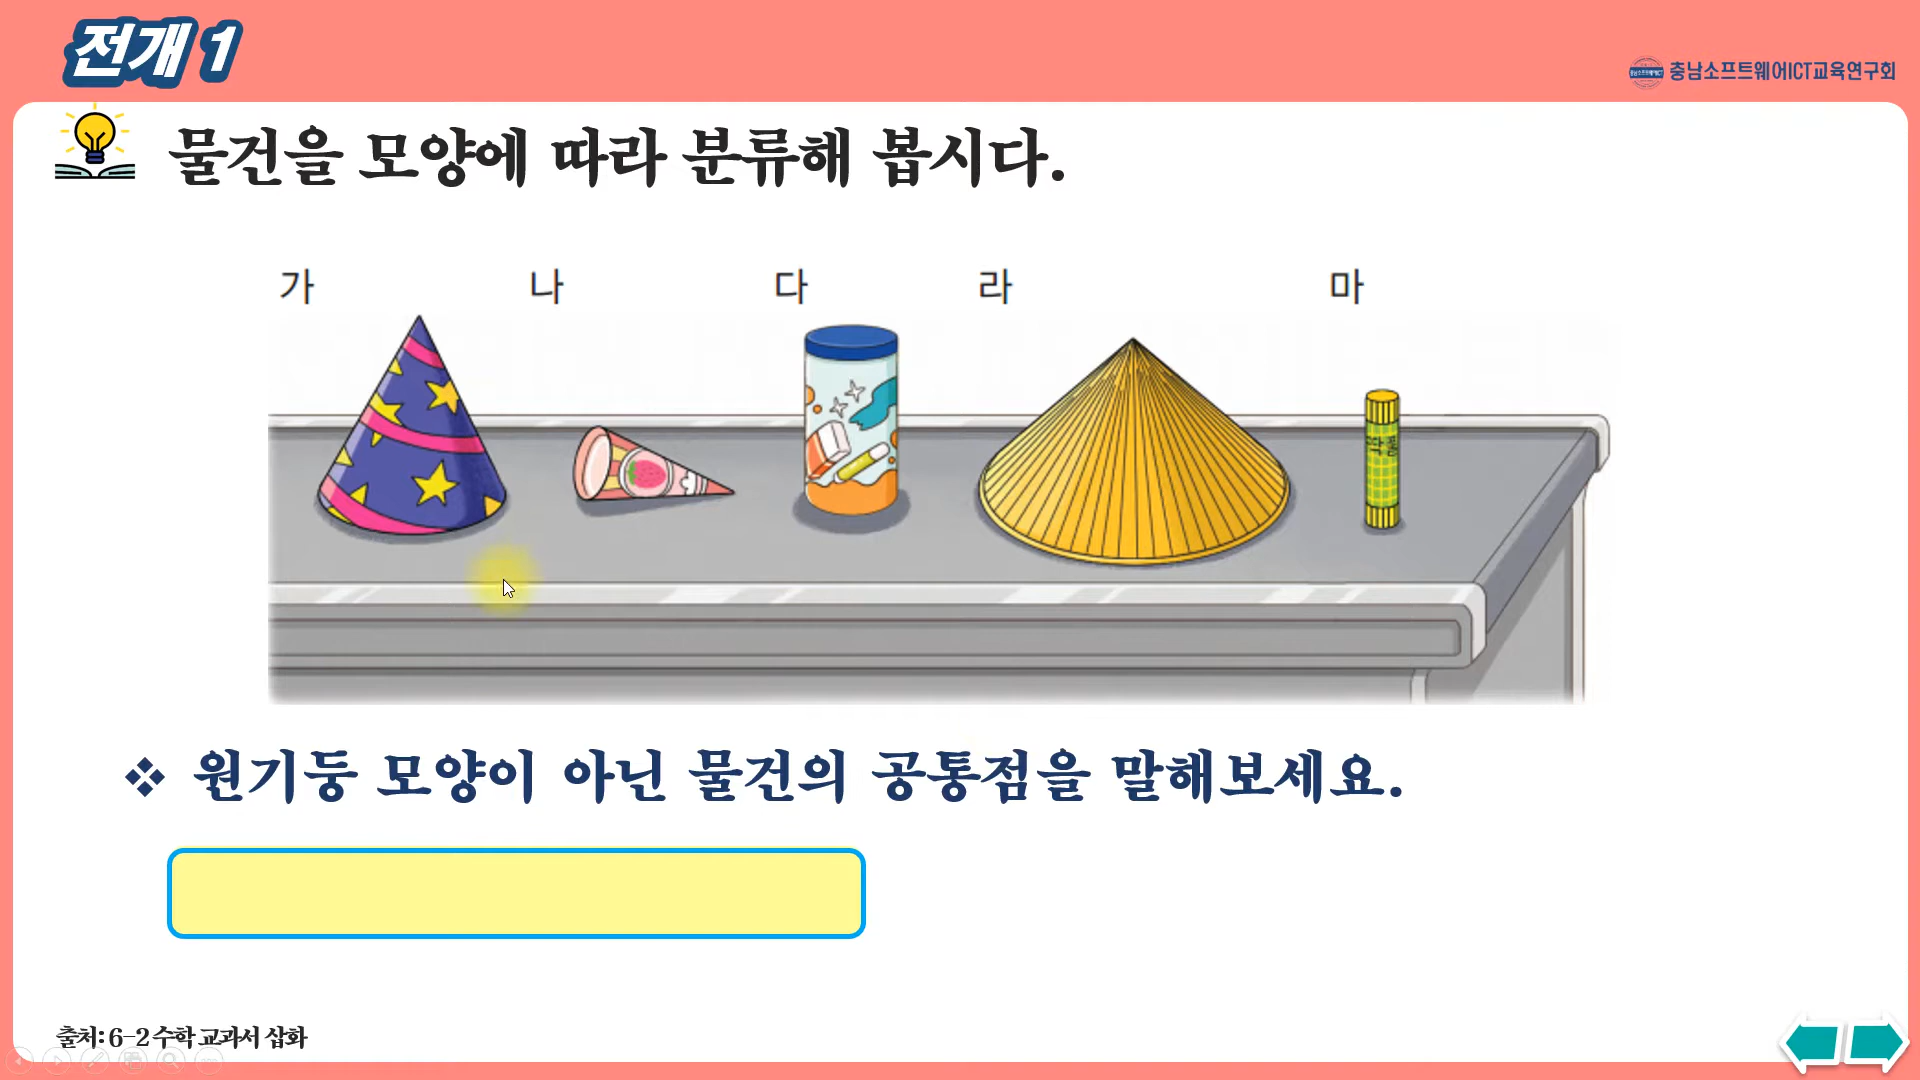 전개 1
충남소프트웨어ICT교육연구회
물건을 모양에 따라 분류해 봅시다.
가 나 다 라 마
❖ 원기둥 모양이 아닌 물건의 공통점을 말해보세요.
출처: 6-2 수학 교과서 삽화